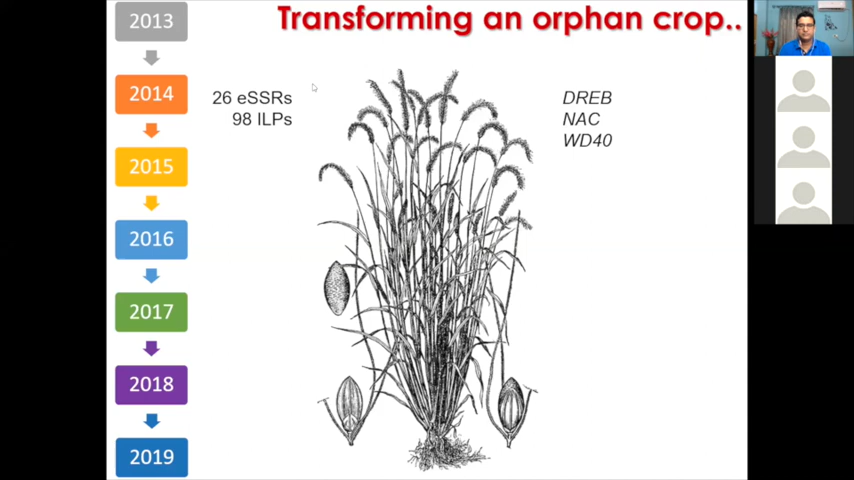 Transforming an orphan crop..
2013
2014
2015
2016
2017
2018
2019
26 eSSRs
98 ILPs
DREB
NAC
WD40